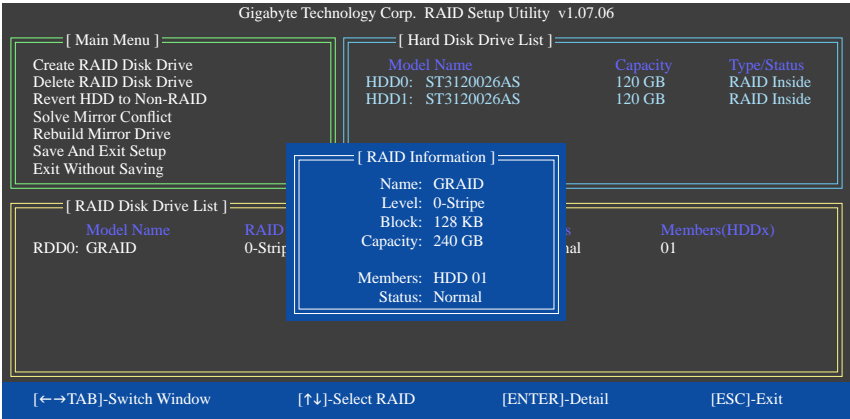 Gigabyte Technology Corp. RAID Setup Utility v1.07.06
[ Main Menu ]
Create RAID Disk Drive
Delete RAID Disk Drive
Revert HDD to Non-RAID
Solve Mirror Conflict
Rebuild Mirror Drive
Save And Exit Setup
Exit Without Saving
[ Hard Disk Drive List ]
Model Name Capacity Type/Status
HDD0: ST3120026AS 120 GB RAID Inside
HDD1: ST3120026AS 120 GB RAID Inside
[ RAID Information ]
Name: GRAID
Level: 0-Stripe
Block: 128 KB
Capacity: 240 GB
Members: HDD 01
Status: Normal
[ RAID Disk Drive List ]
Model Name RAID s Members(HDDx)
RDD0: GRAID 0-Strip nal 01
[←→TAB]-Switch Window [↑↓]-Select RAID [ENTER]-Detail [ESC]-Exit